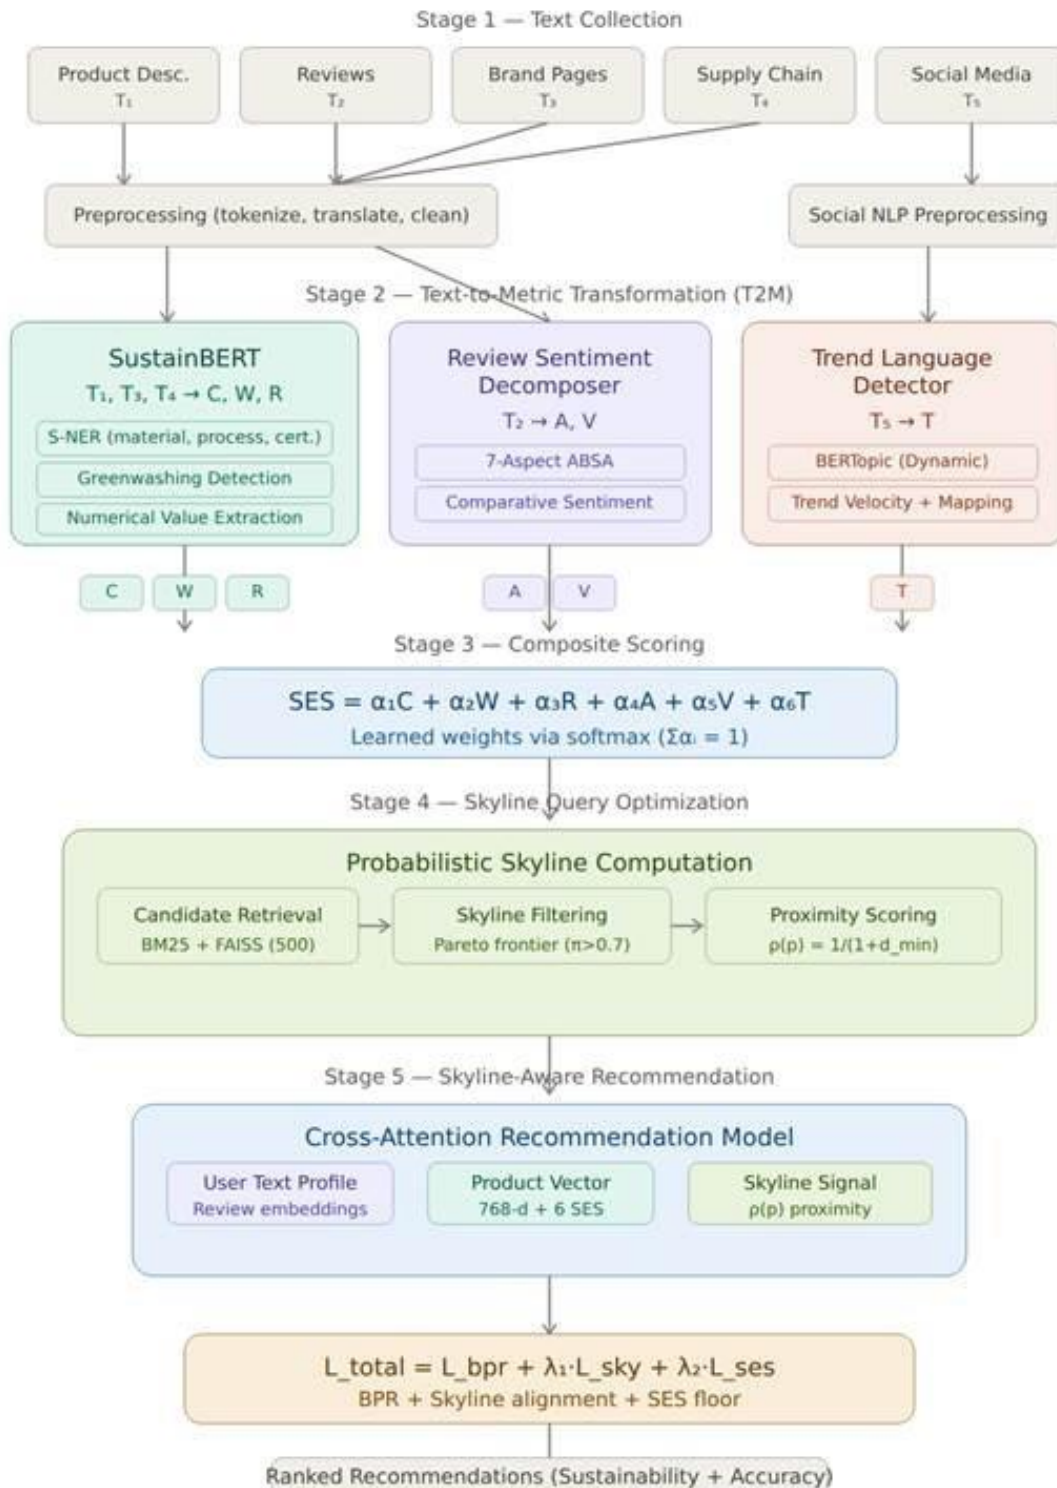 Stage 1 — Text Collection
Product Desc.
T₁
Reviews
T₂
Brand Pages
T₃
Supply Chain
T₄
Social Media
T₅
Preprocessing (tokenize, translate, clean)
Social NLP Preprocessing
Stage 2 — Text-to-Metric Transformation (T2M)
SustainBERT
T₁, T₃, T₄ → C, W, R
S-NER (material, process, cert.)
Greenwashing Detection
Numerical Value Extraction
Review Sentiment
Decomposer
T₂ → A, V
7-Aspect ABSA
Comparative Sentiment
Trend Language
Detector
T₅ → T
BERTopic (Dynamic)
Trend Velocity + Mapping
C
W
R
A
V
T
Stage 3 — Composite Scoring
SES = α₁C + α₂W + α₃R + α₄A + α₅V + α₆T
Learned weights via softmax (Σαᵢ = 1)
Stage 4 — Skyline Query Optimization
Probabilistic Skyline Computation
Candidate Retrieval
BM25 + FAISS (500)
Skyline Filtering
Pareto frontier (π>0.7)
Proximity Scoring
ρ(p) = 1/(1+d_min)
Stage 5 — Skyline-Aware Recommendation
Cross-Attention Recommendation Model
User Text Profile
Review embeddings
Product Vector
768-d + 6 SES
Skyline Signal
ρ(p) proximity
L_total = L_bpr + λ₁·L_sky + λ₂·L_ses
BPR + Skyline alignment + SES floor
Ranked Recommendations (Sustainability + Accuracy)